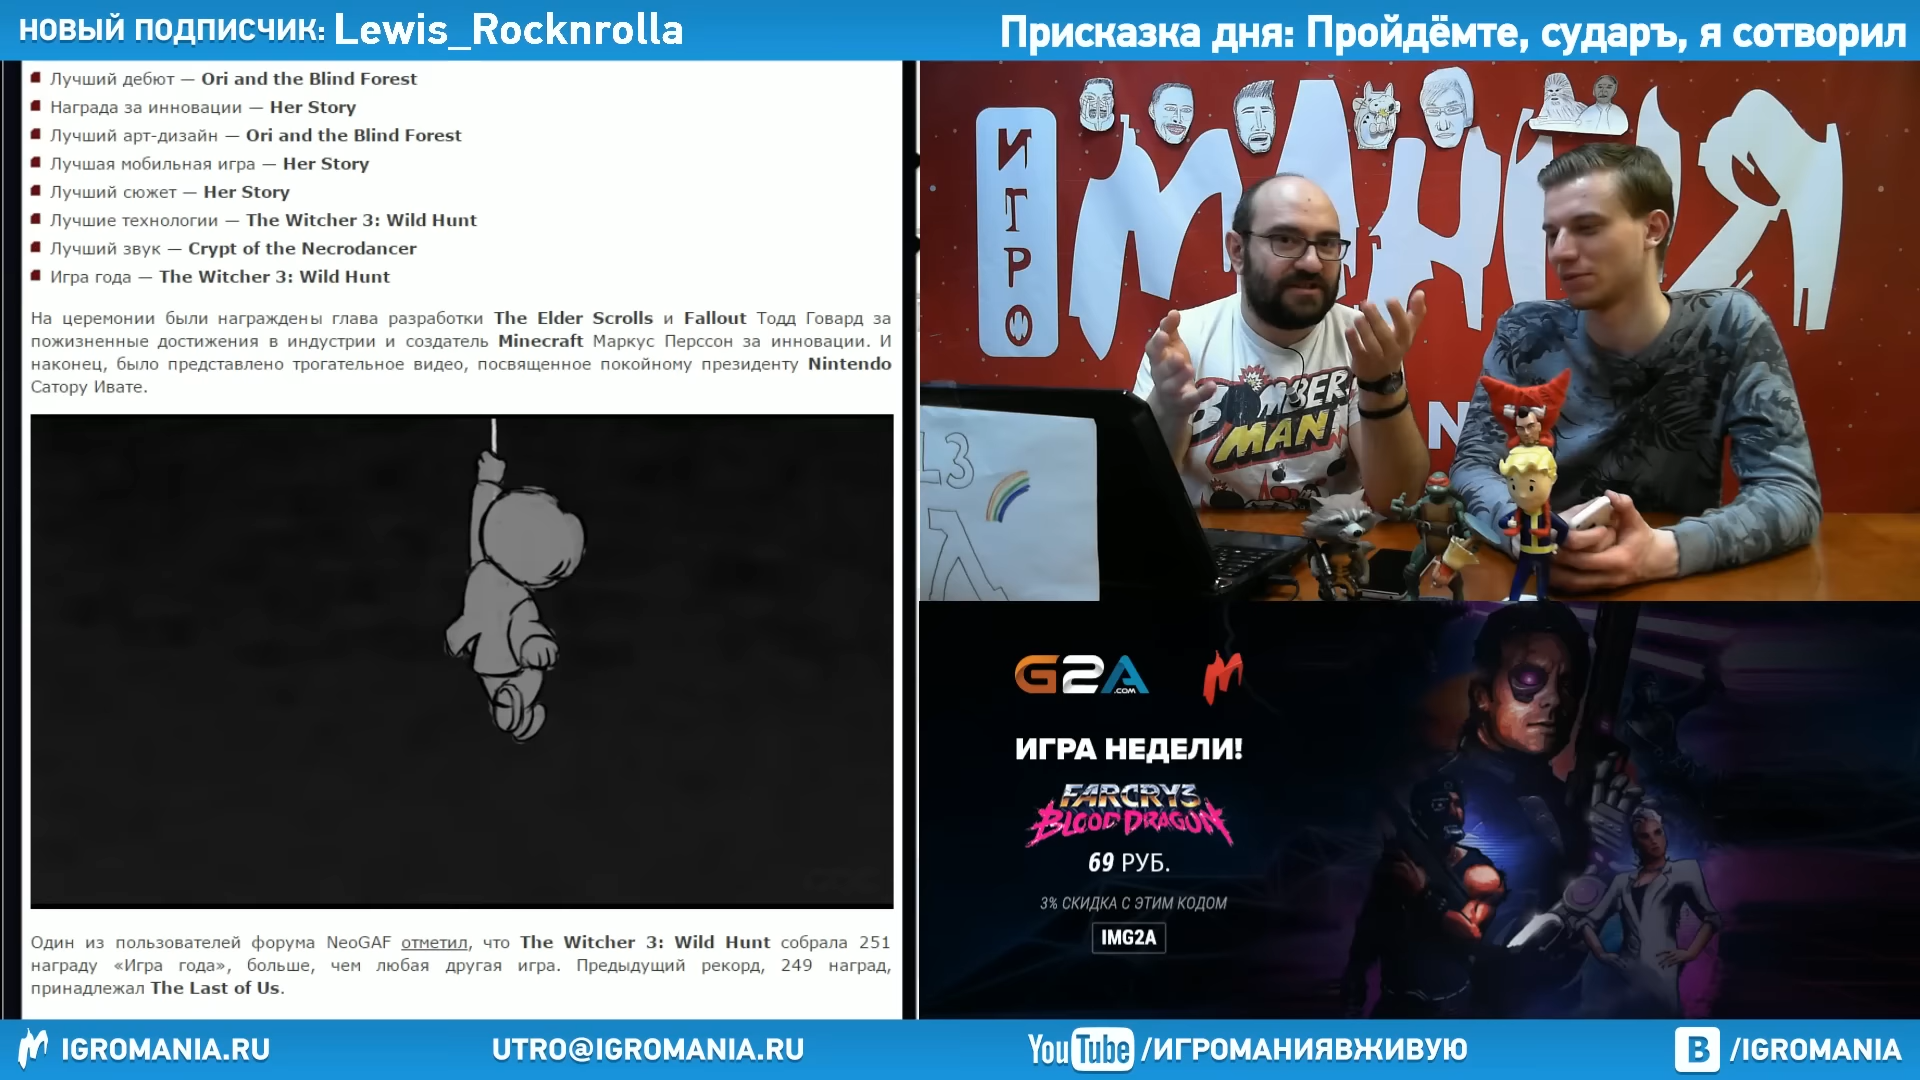 НОВЫЙ ПОДПИСЧИК: Lewis_Rocknrolla
Присказка дня: Пройдёмте, сударъ, я сотворил
Лучший дебют — Ori and the Blind Forest
Награда за инновации — Her Story
Лучший арт-дизайн — Ori and the Blind Forest
Лучшая мобильная игра — Her Story
Лучший сюжет — Her Story
Лучшие технологии — The Witcher 3: Wild Hunt
Лучший звук — Crypt of the Necrodancer
Игра года — The Witcher 3: Wild Hunt
На церемонии были награждены глава разработки The Elder Scrolls и Fallout Тодд Говард за
пожизненные достижения в индустрии и создатель Minecraft Маркус Перссон за инновации. И
наконец, было представлено трогательное видео, посвященное покойному президенту Nintendo
Сатору Ивате.
Один из пользователей форума NeoGAF отметил, что The Witcher 3: Wild Hunt собрала 251
награду «Игра года», больше, чем любая другая игра. Предыдущий рекорд, 249 наград,
принадлежал The Last of Us.
ИГРО
МАНИЯ
BOMBER
MAN
N
L3
G2A
.COM
ИГРА НЕДЕЛИ!
FARCRY3
BLOOD DRAGON
69 РУБ.
3% СКИДКА С ЭТИМ КОДОМ
IMG2A
IGROMANIA.RU
UTRO@IGROMANIA.RU
YouTube /ИГРОМАНИЯВЖИВУЮ
B /IGROMANIA